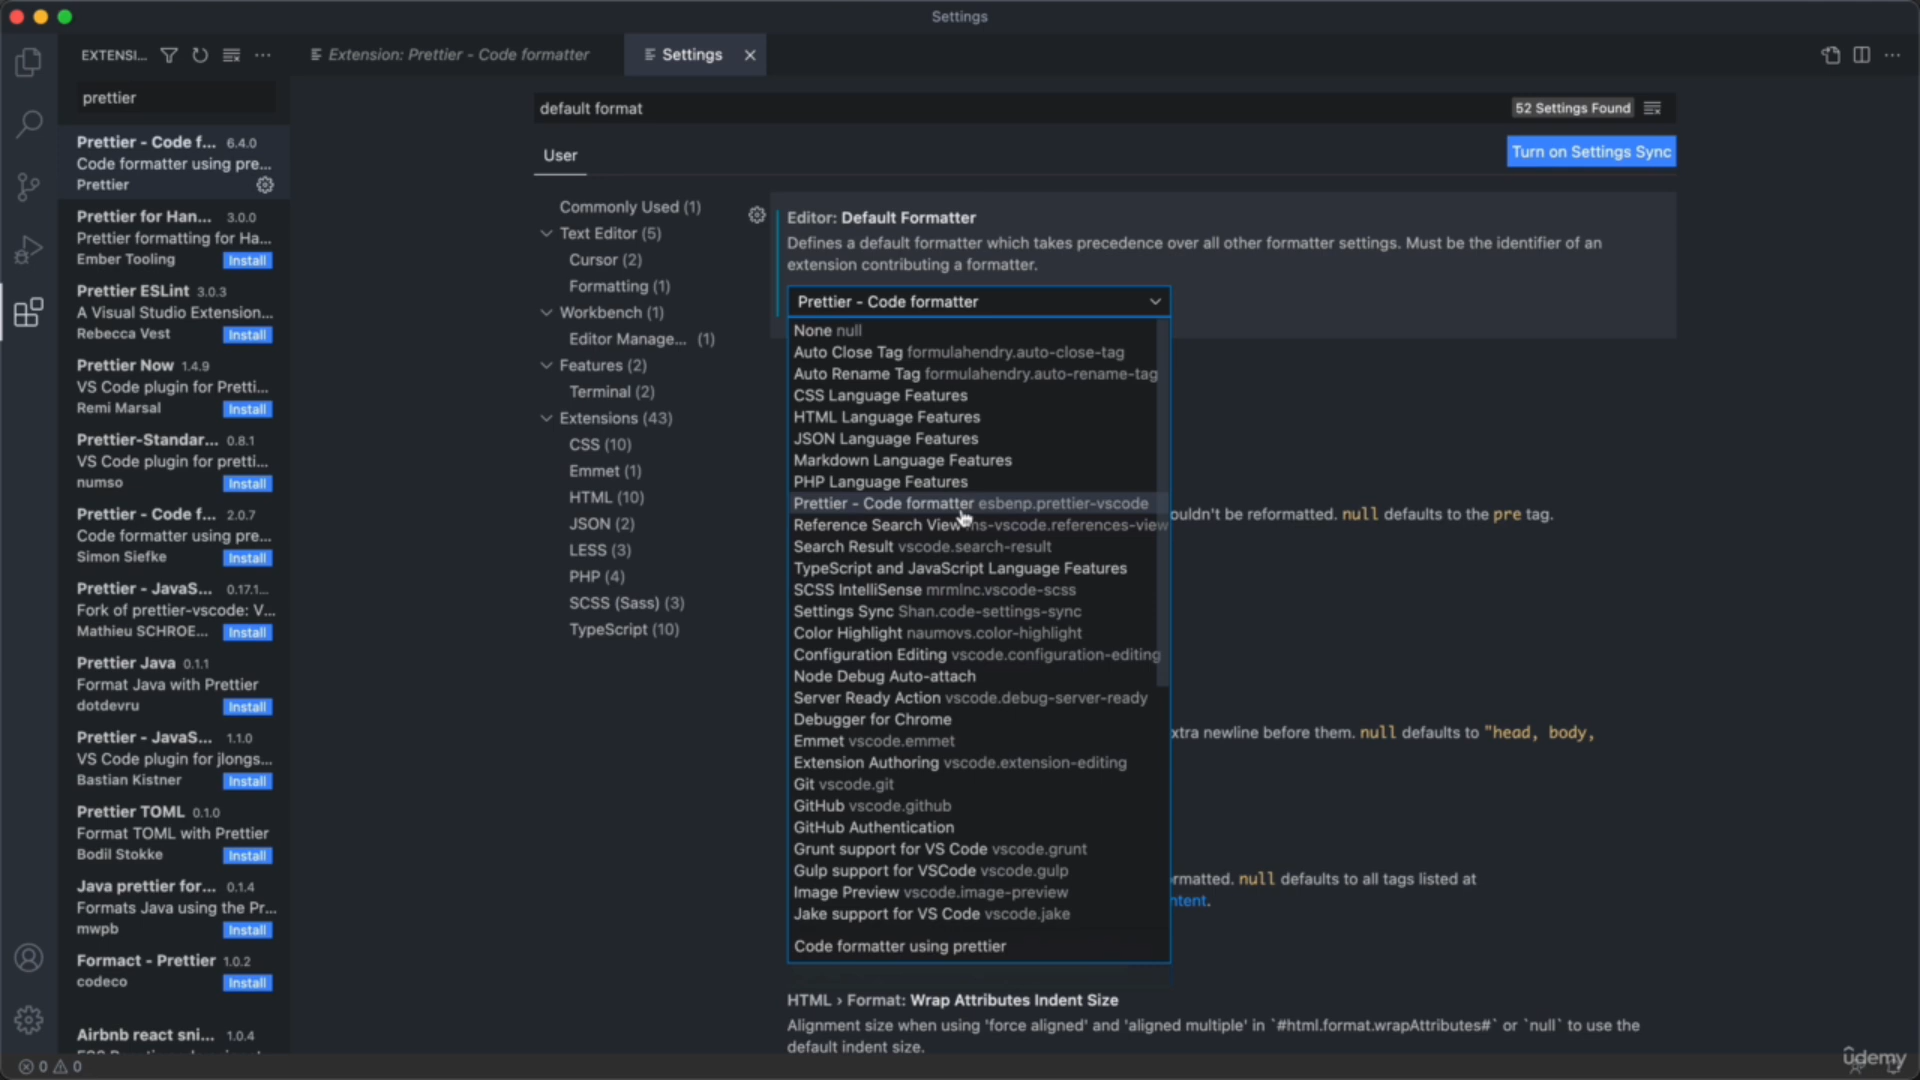 Settings
EXTENSI...
Extension: Prettier - Code formatter
Settings
prettier
Prettier - Code f... 6.4.0
Code formatter using pre...
Prettier
Prettier for Han... 3.0.0
Prettier formatting for Ha...
Ember Tooling Install
Prettier ESLint 3.0.3
A Visual Studio Extension...
Rebecca Vest Install
Prettier Now 1.4.9
VS Code plugin for Pretti...
Remi Marsal Install
Prettier-Standar... 0.8.1
VS Code plugin for pretti...
numso Install
Prettier - Code f... 2.0.7
Code formatter using pre...
Simon Siefke Install
Prettier - JavaS... 0.17.1...
Fork of prettier-vscode: V...
Mathieu SCHROE... Install
Prettier Java 0.1.1
Format Java with Prettier
dotdevru Install
Prettier - JavaS... 1.1.0
VS Code plugin for jlongs...
Bastian Kistner Install
Prettier TOML 0.1.0
Format TOML with Prettier
Bodil Stokke Install
Java prettier for... 0.1.4
Formats Java using the Pr...
mwpb Install
Formact - Prettier 1.0.2
codeco Install
Airbnb react sni... 1.0.4
default format
52 Settings Found
User
Turn on Settings Sync
Commonly Used (1)
Text Editor (5)
Cursor (2)
Formatting (1)
Workbench (1)
Editor Manage... (1)
Features (2)
Terminal (2)
Extensions (43)
CSS (10)
Emmet (1)
HTML (10)
JSON (2)
LESS (3)
PHP (4)
SCSS (Sass) (3)
TypeScript (10)
Editor: Default Formatter
Defines a default formatter which takes precedence over all other formatter settings. Must be the identifier of an
extension contributing a formatter.
Prettier - Code formatter
None null
Auto Close Tag formulahendry.auto-close-tag
Auto Rename Tag formulahendry.auto-rename-tag
CSS Language Features
HTML Language Features
JSON Language Features
Markdown Language Features
PHP Language Features
Prettier - Code formatter esbenp.prettier-vscode
Reference Search View ms-vscode.references-view
Search Result vscode.search-result
TypeScript and JavaScript Language Features
SCSS IntelliSense mrmlnc.vscode-scss
Settings Sync Shan.code-settings-sync
Color Highlight naumovs.color-highlight
Configuration Editing vscode.configuration-editing
Node Debug Auto-attach
Server Ready Action vscode.debug-server-ready
Debugger for Chrome
Emmet vscode.emmet
Extension Authoring vscode.extension-editing
Git vscode.git
GitHub vscode.github
GitHub Authentication
Grunt support for VS Code vscode.grunt
Gulp support for VSCode vscode.gulp
Image Preview vscode.image-preview
Jake support for VS Code vscode.jake
Code formatter using prettier
ouldn't be reformatted. null defaults to the pre tag.
xtra newline before them. null defaults to "head, body,
rmatted. null defaults to all tags listed at
ntent.
HTML › Format: Wrap Attributes Indent Size
Alignment size when using 'force aligned' and 'aligned multiple' in `#html.format.wrapAttributes#` or `null` to use the
default indent size.
0 0
ûdemy